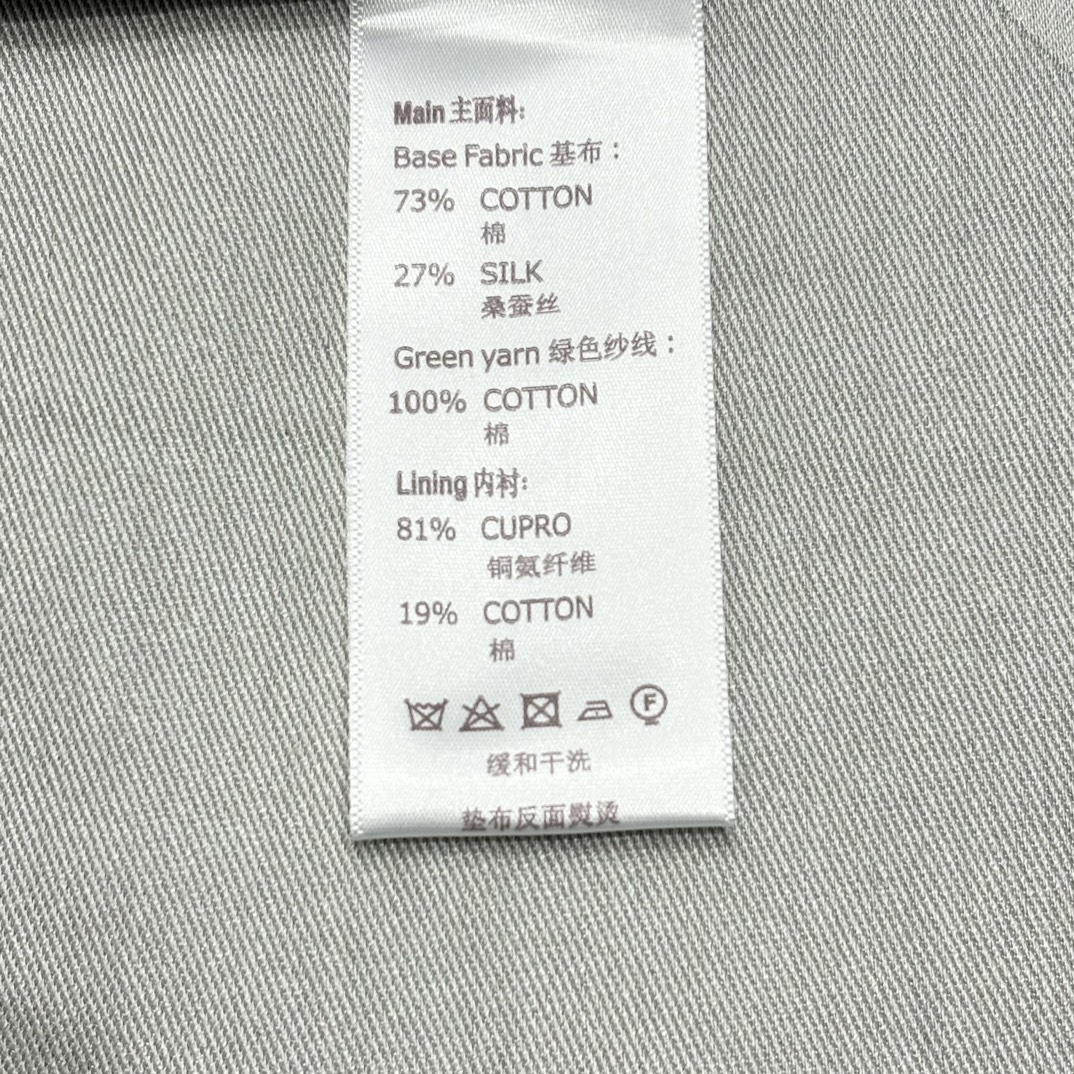 Main 主面料:
Base Fabric 基布：
73% COTTON
棉
27% SILK
桑蚕丝
Green yarn 绿色纱线：
100% COTTON
棉
Lining 内衬:
81% CUPRO
铜氨纤维
19% COTTON
棉
F
缓和干洗
垫布反面熨烫